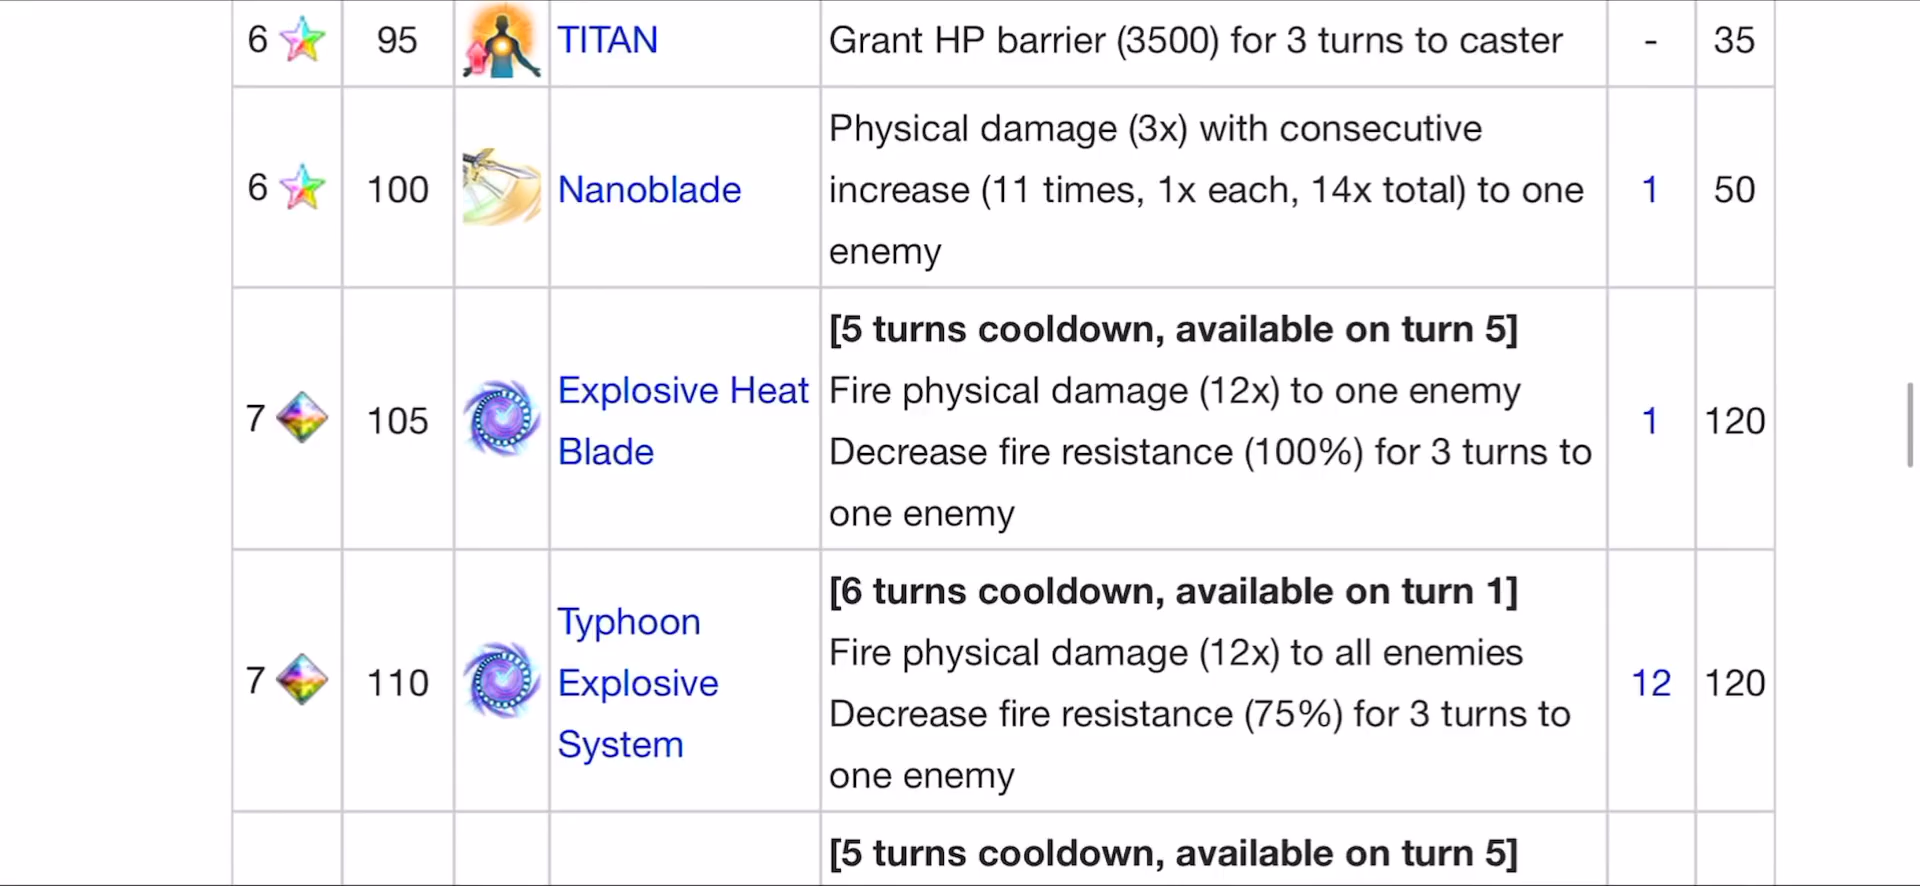 6 95 TITAN Grant HP barrier (3500) for 3 turns to caster - 35
Physical damage (3x) with consecutive
6 100 Nanoblade increase (11 times, 1x each, 14x total) to one 1 50
enemy
[5 turns cooldown, available on turn 5]
Explosive Heat Fire physical damage (12x) to one enemy
7 105 1 120
Blade Decrease fire resistance (100%) for 3 turns to
one enemy
[6 turns cooldown, available on turn 1]
Typhoon Fire physical damage (12x) to all enemies
7 110 Explosive 12 120
Decrease fire resistance (75%) for 3 turns to
System
one enemy
[5 turns cooldown, available on turn 5]